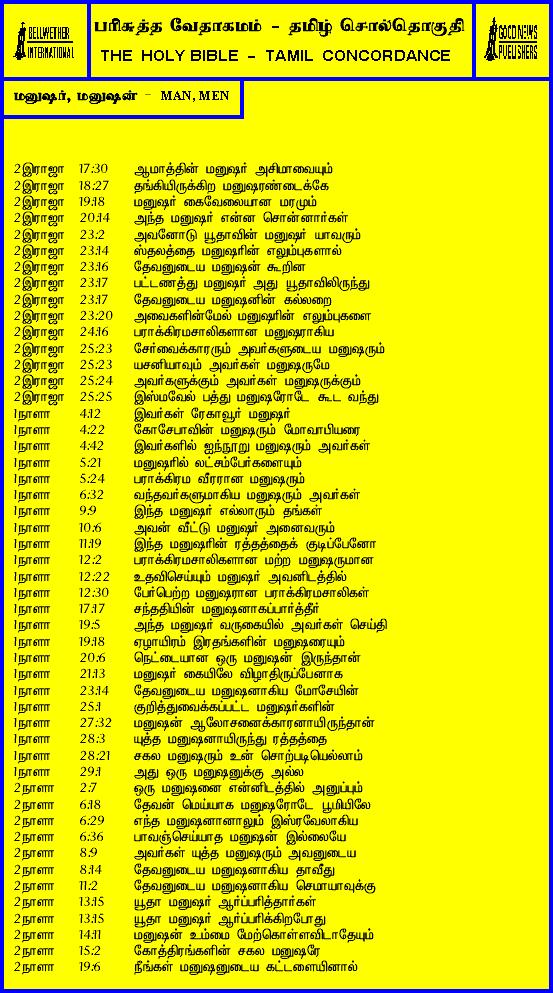 BELLWETHER
INTERNATIONAL
பரிசுத்த வேதாகமம் - தமிழ் சொல்தொகுதி
THE HOLY BIBLE - TAMIL CONCORDANCE
GOOD NEWS
PUBLISHERS
மனுஷர், மனுஷன் - MAN, MEN
2இராஜா 17:30 ஆமாத்தின் மனுஷர் அசிமாவையும்
2இராஜா 18:27 தங்கியிருக்கிற மனுஷரண்டைக்கே
2இராஜா 19:18 மனுஷர் கைவேலையான மரமும்
2இராஜா 20:14 அந்த மனுஷர் என்ன சொன்னார்கள்
2இராஜா 23:2 அவனோடு யூதாவின் மனுஷர் யாவரும்
2இராஜா 23:14 ஸ்தலத்தை மனுஷரின் எலும்புகளால்
2இராஜா 23:16 தேவனுடைய மனுஷன் கூறின
2இராஜா 23:17 பட்டணத்து மனுஷர் அது யூதாவிலிருந்து
2இராஜா 23:17 தேவனுடைய மனுஷனின் கல்லறை
2இராஜா 23:20 அவைகளின்மேல் மனுஷரின் எலும்புகளை
2இராஜா 24:16 பராக்கிரமசாலிகளான மனுஷராகிய
2இராஜா 25:23 சேர்வைக்காரரும் அவர்களுடைய மனுஷரும்
2இராஜா 25:23 யசனியாவும் அவர்கள் மனுஷருமே
2இராஜா 25:24 அவர்களுக்கும் அவர்கள் மனுஷருக்கும்
2இராஜா 25:25 இஸ்மவேல் பத்து மனுஷரோடே கூட வந்து
1நாளா 4:12 இவர்கள் ரேகாவூர் மனுஷர்
1நாளா 4:22 கோசேபாவின் மனுஷரும் மோவாபியரை
1நாளா 4:42 இவர்களில் ஐந்நூறு மனுஷரும் அவர்கள்
1நாளா 5:21 மனுஷரில் லட்சம்பேர்களையும்
1நாளா 5:24 பராக்கிரம வீரரான மனுஷரும்
1நாளா 6:32 வந்தவர்களுமாகிய மனுஷரும் அவர்கள்
1நாளா 9:9 இந்த மனுஷர் எல்லாரும் தங்கள்
1நாளா 10:6 அவன் வீட்டு மனுஷர் அனைவரும்
1நாளா 11:19 இந்த மனுஷரின் ரத்தத்தைக் குடிப்பேனோ
1நாளா 12:2 பராக்கிரமசாலிகளான மற்ற மனுஷருமான
1நாளா 12:22 உதவிசெய்யும் மனுஷர் அவனிடத்தில்
1நாளா 12:30 பேர்பெற்ற மனுஷரான பராக்கிரமசாலிகள்
1நாளா 17:17 சந்ததியின் மனுஷனாகப்பார்த்தீர்
1நாளா 19:5 அந்த மனுஷர் வருகையில் அவர்கள் செய்தி
1நாளா 19:18 ஏழாயிரம் இரதங்களின் மனுஷரையும்
1நாளா 20:6 நெட்டையான ஒரு மனுஷன் இருந்தான்
1நாளா 21:13 மனுஷர் கையிலே விழாதிருப்பேனாக
1நாளா 23:14 தேவனுடைய மனுஷனாகிய மோசேயின்
1நாளா 25:1 குறித்துவைக்கப்பட்ட மனுஷர்களின்
1நாளா 27:32 மனுஷன் ஆலோசனைக்காரனாயிருந்தான்
1நாளா 28:3 யுத்த மனுஷனாயிருந்து ரத்தத்தை
1நாளா 28:21 சகல மனுஷரும் உன் சொற்படியெல்லாம்
1நாளா 29:1 அது ஒரு மனுஷனுக்கு அல்ல
2நாளா 2:7 ஒரு மனுஷனை என்னிடத்தில் அனுப்பும்
2நாளா 6:18 தேவன் மெய்யாக மனுஷரோடே பூமியிலே
2நாளா 6:29 எந்த மனுஷனானாலும் இஸ்ரவேலாகிய
2நாளா 6:36 பாவஞ்செய்யாத மனுஷன் இல்லையே
2நாளா 8:9 அவர்கள் யுத்த மனுஷரும் அவனுடைய
2நாளா 8:14 தேவனுடைய மனுஷனாகிய தாவீது
2நாளா 11:2 தேவனுடைய மனுஷனாகிய செமாயாவுக்கு
2நாளா 13:15 யூதா மனுஷர் ஆர்ப்பரித்தார்கள்
2நாளா 13:15 யூதா மனுஷர் ஆர்ப்பரிக்கிறபோது
2நாளா 14:11 மனுஷன் உம்மை மேற்கொள்ளவிடாதேயும்
2நாளா 15:2 கோத்திரங்களின் சகல மனுஷரே
2நாளா 19:6 நீங்கள் மனுஷனுடைய கட்டளையினால்